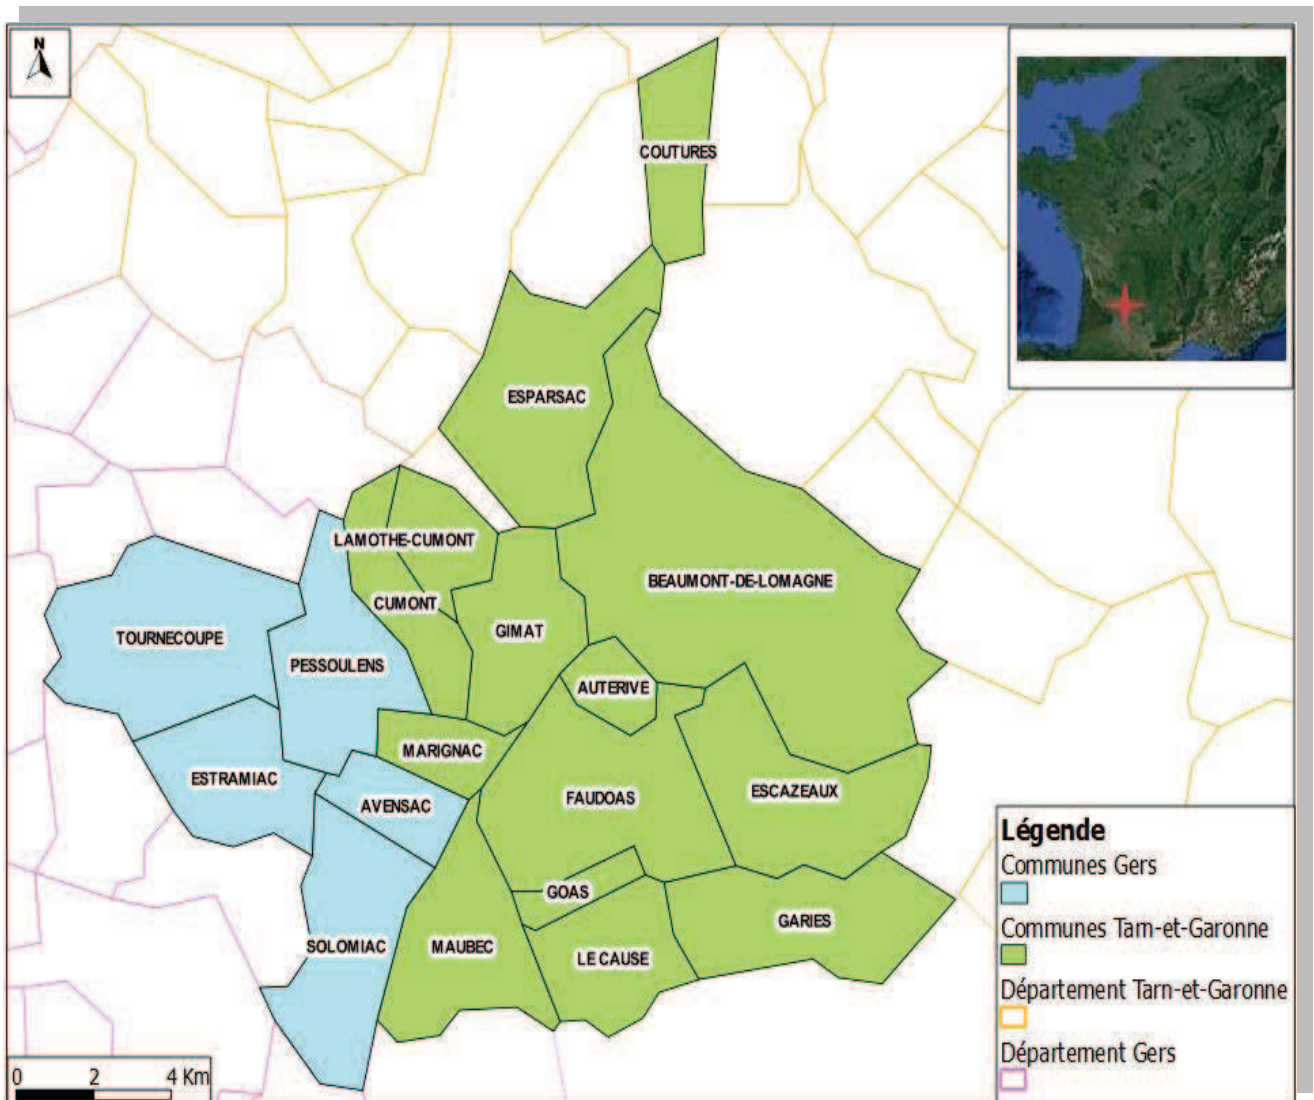 N
COUTURES
ESPARSAC
LAMOTHE-CUMONT
BEAUMONT-DE-LOMAGNE
CUMONT
GIMAT
TOURNECOUPE
PESSOULENS
AUTERIVE
MARIGNAC
ESTRAMIAC
AVENSAC
FAUDOAS
ESCAZEAUX
GOAS
GARIES
SOLOMIAC
MAUBEC
LE CAUSE
Légende
Communes Gers
Communes Tarn-et-Garonne
Département Tarn-et-Garonne
Département Gers
0 2 4 Km